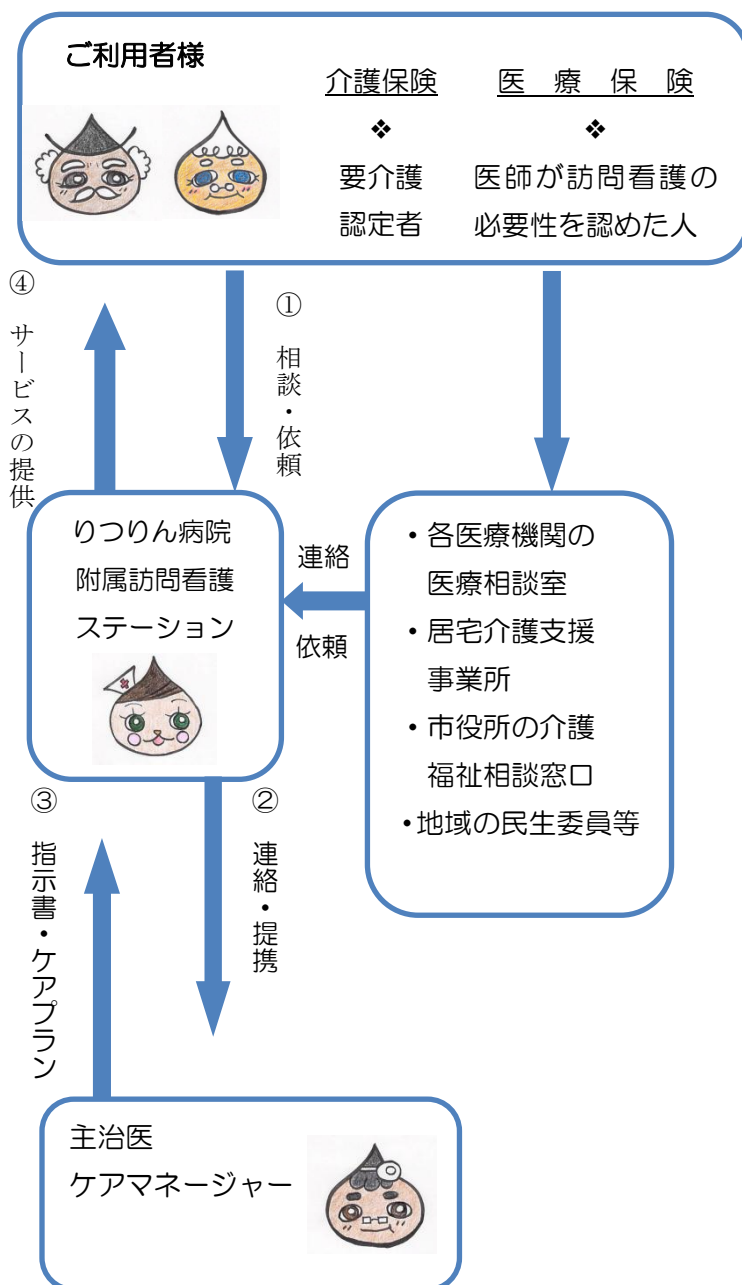 ご利用者様
介護保険
❖
要介護
認定者
医療保険
❖
医師が訪問看護の
必要性を認めた人
④ サービスの提供
① 相談・依頼
りつりん病院
附属訪問看護
ステーション
連絡
依頼
・各医療機関の
医療相談室
・居宅介護支援
事業所
・市役所の介護
福祉相談窓口
・地域の民生委員等
③ 指示書・ケアプラン
② 連絡・提携
主治医
ケアマネージャー